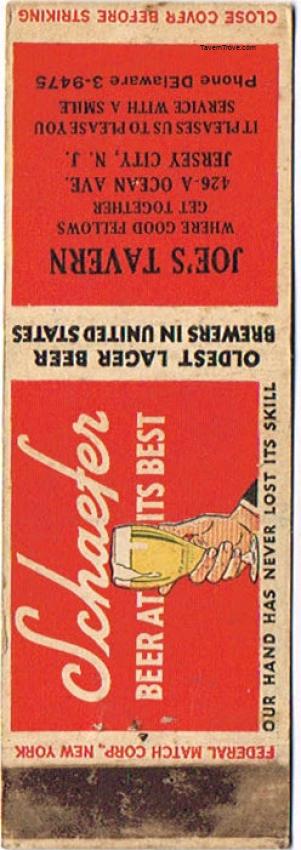 CLOSE COVER BEFORE STRIKING
TavernTrove.com
JOE'S TAVERN
WHERE GOOD FELLOWS
GET TOGETHER
426-A OCEAN AVE.
JERSEY CITY, N. J.
IT PLEASES US TO PLEASE YOU
SERVICE WITH A SMILE
Phone DElaware 3-9475
OLDEST LAGER BEER
BREWERS IN UNITED STATES
Schaefer
BEER AT ITS BEST
OUR HAND HAS NEVER LOST ITS SKILL
FEDERAL MATCH CORP., NEW YORK